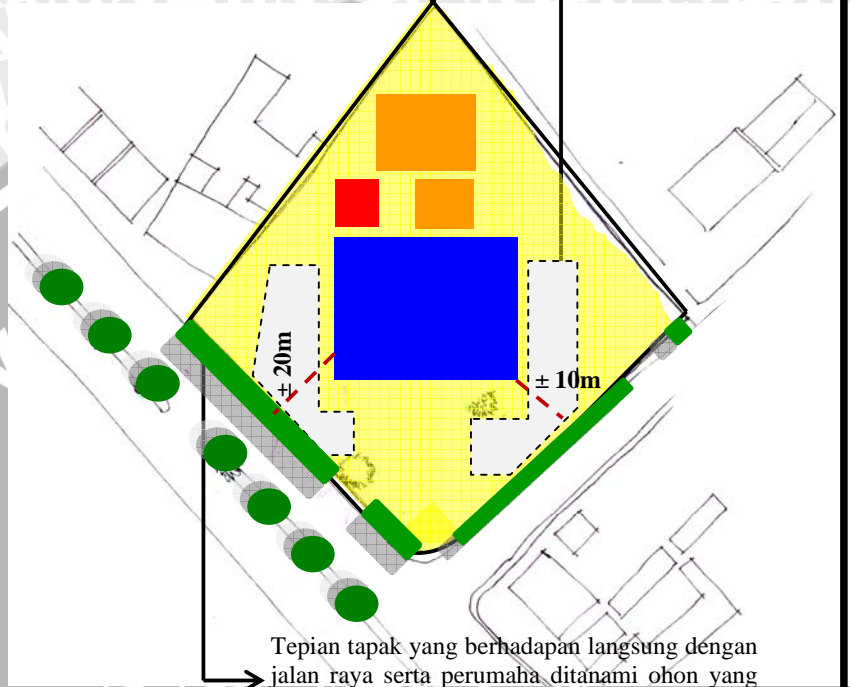 ± 20m
± 10m
Tepian tapak yang berhadapan langsung dengan
jalan raya serta perumaha ditanami ohon yang